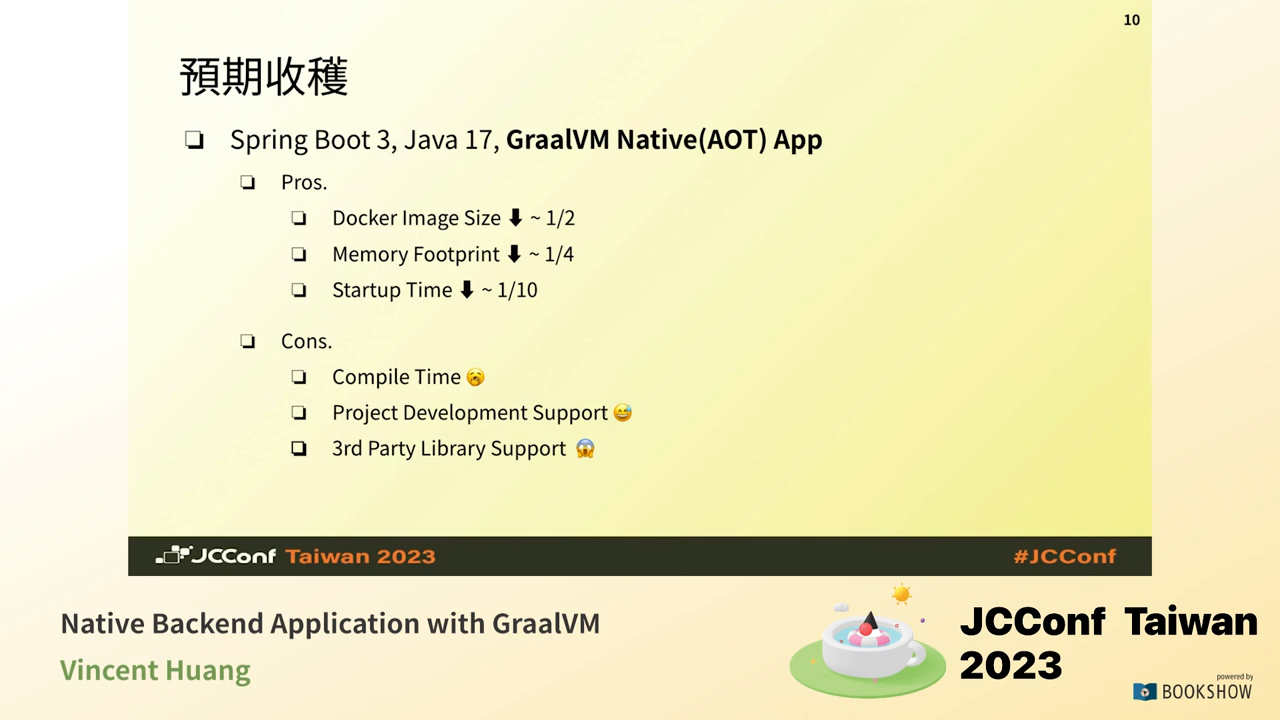 10
預期收穫
❏ Spring Boot 3, Java 17, GraalVM Native(AOT) App
❏ Pros.
❏ Docker Image Size ⬇ ~ 1/2
❏ Memory Footprint ⬇ ~ 1/4
❏ Startup Time ⬇ ~ 1/10
❏ Cons.
❏ Compile Time 🥱
❏ Project Development Support 😅
❏ 3rd Party Library Support 😱
JCConf Taiwan 2023
#JCConf
Native Backend Application with GraalVM
Vincent Huang
JCConf Taiwan
2023
powered by
BOOKSHOW